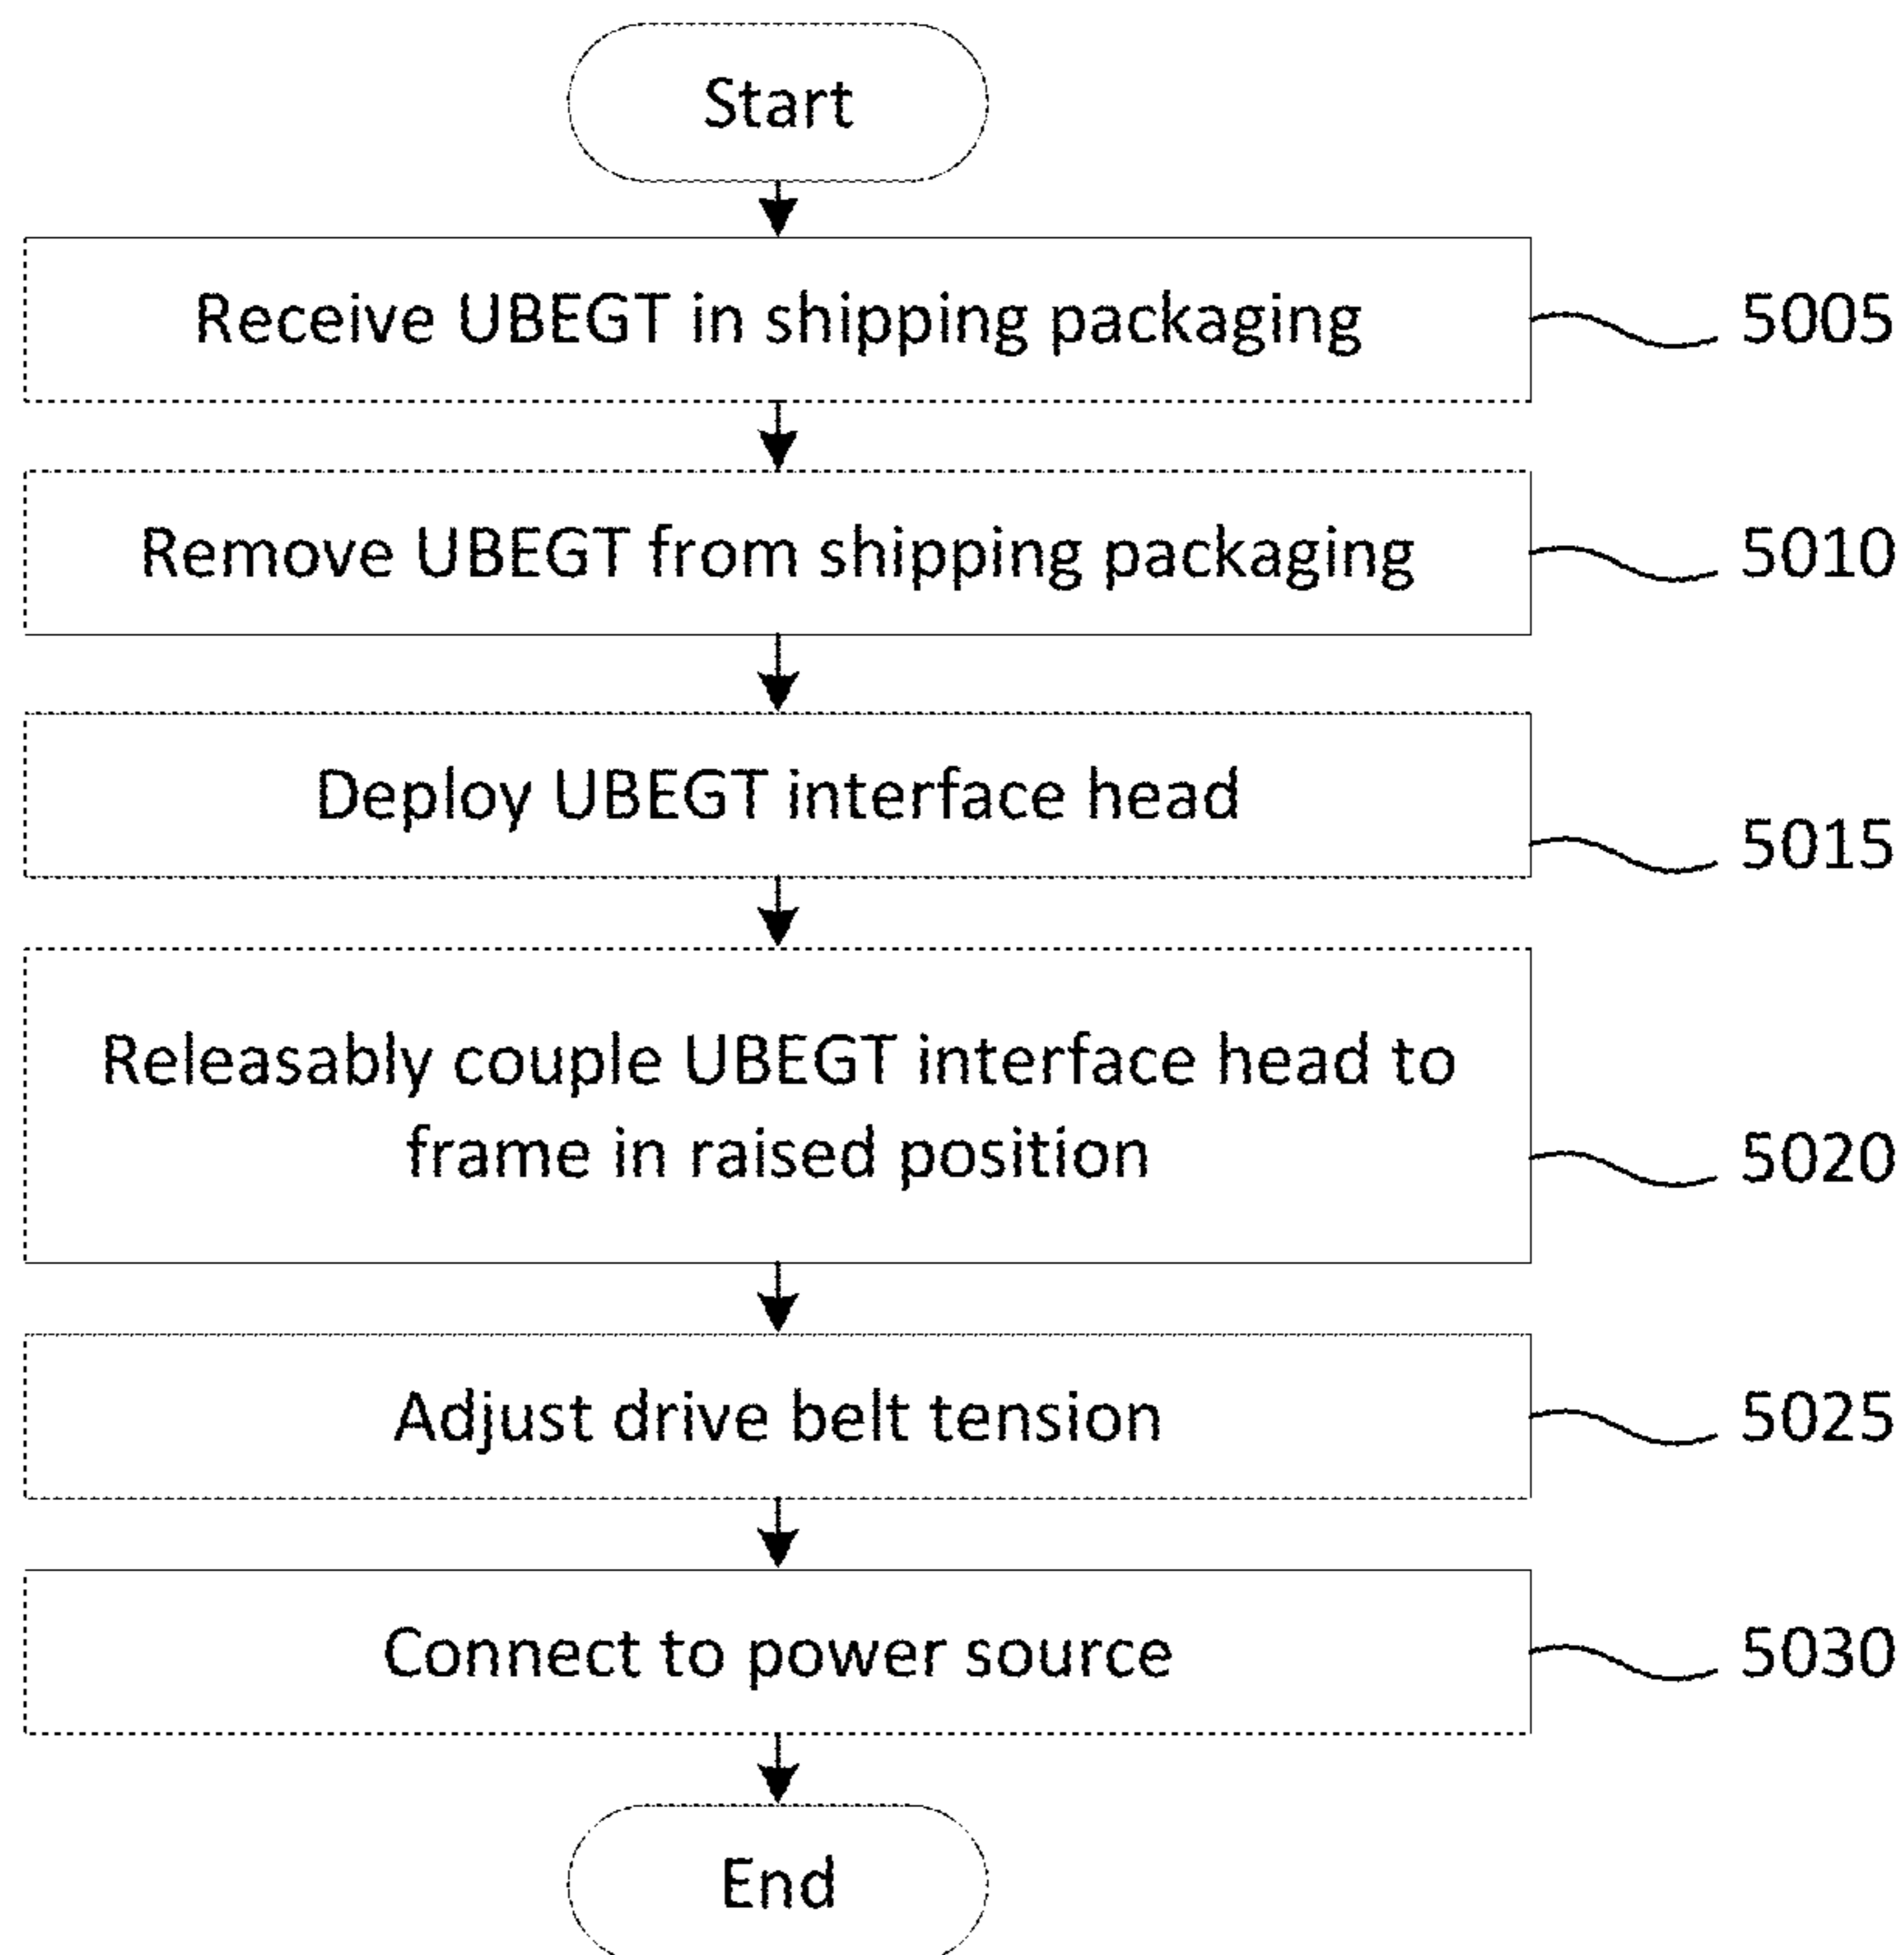 Start
Receive UBEGT in shipping packaging
5005
Remove UBEGT from shipping packaging
5010
Deploy UBEGT interface head
5015
Releasably couple UBEGT interface head to
frame in raised position
5020
Adjust drive belt tension
5025
Connect to power source
5030
End